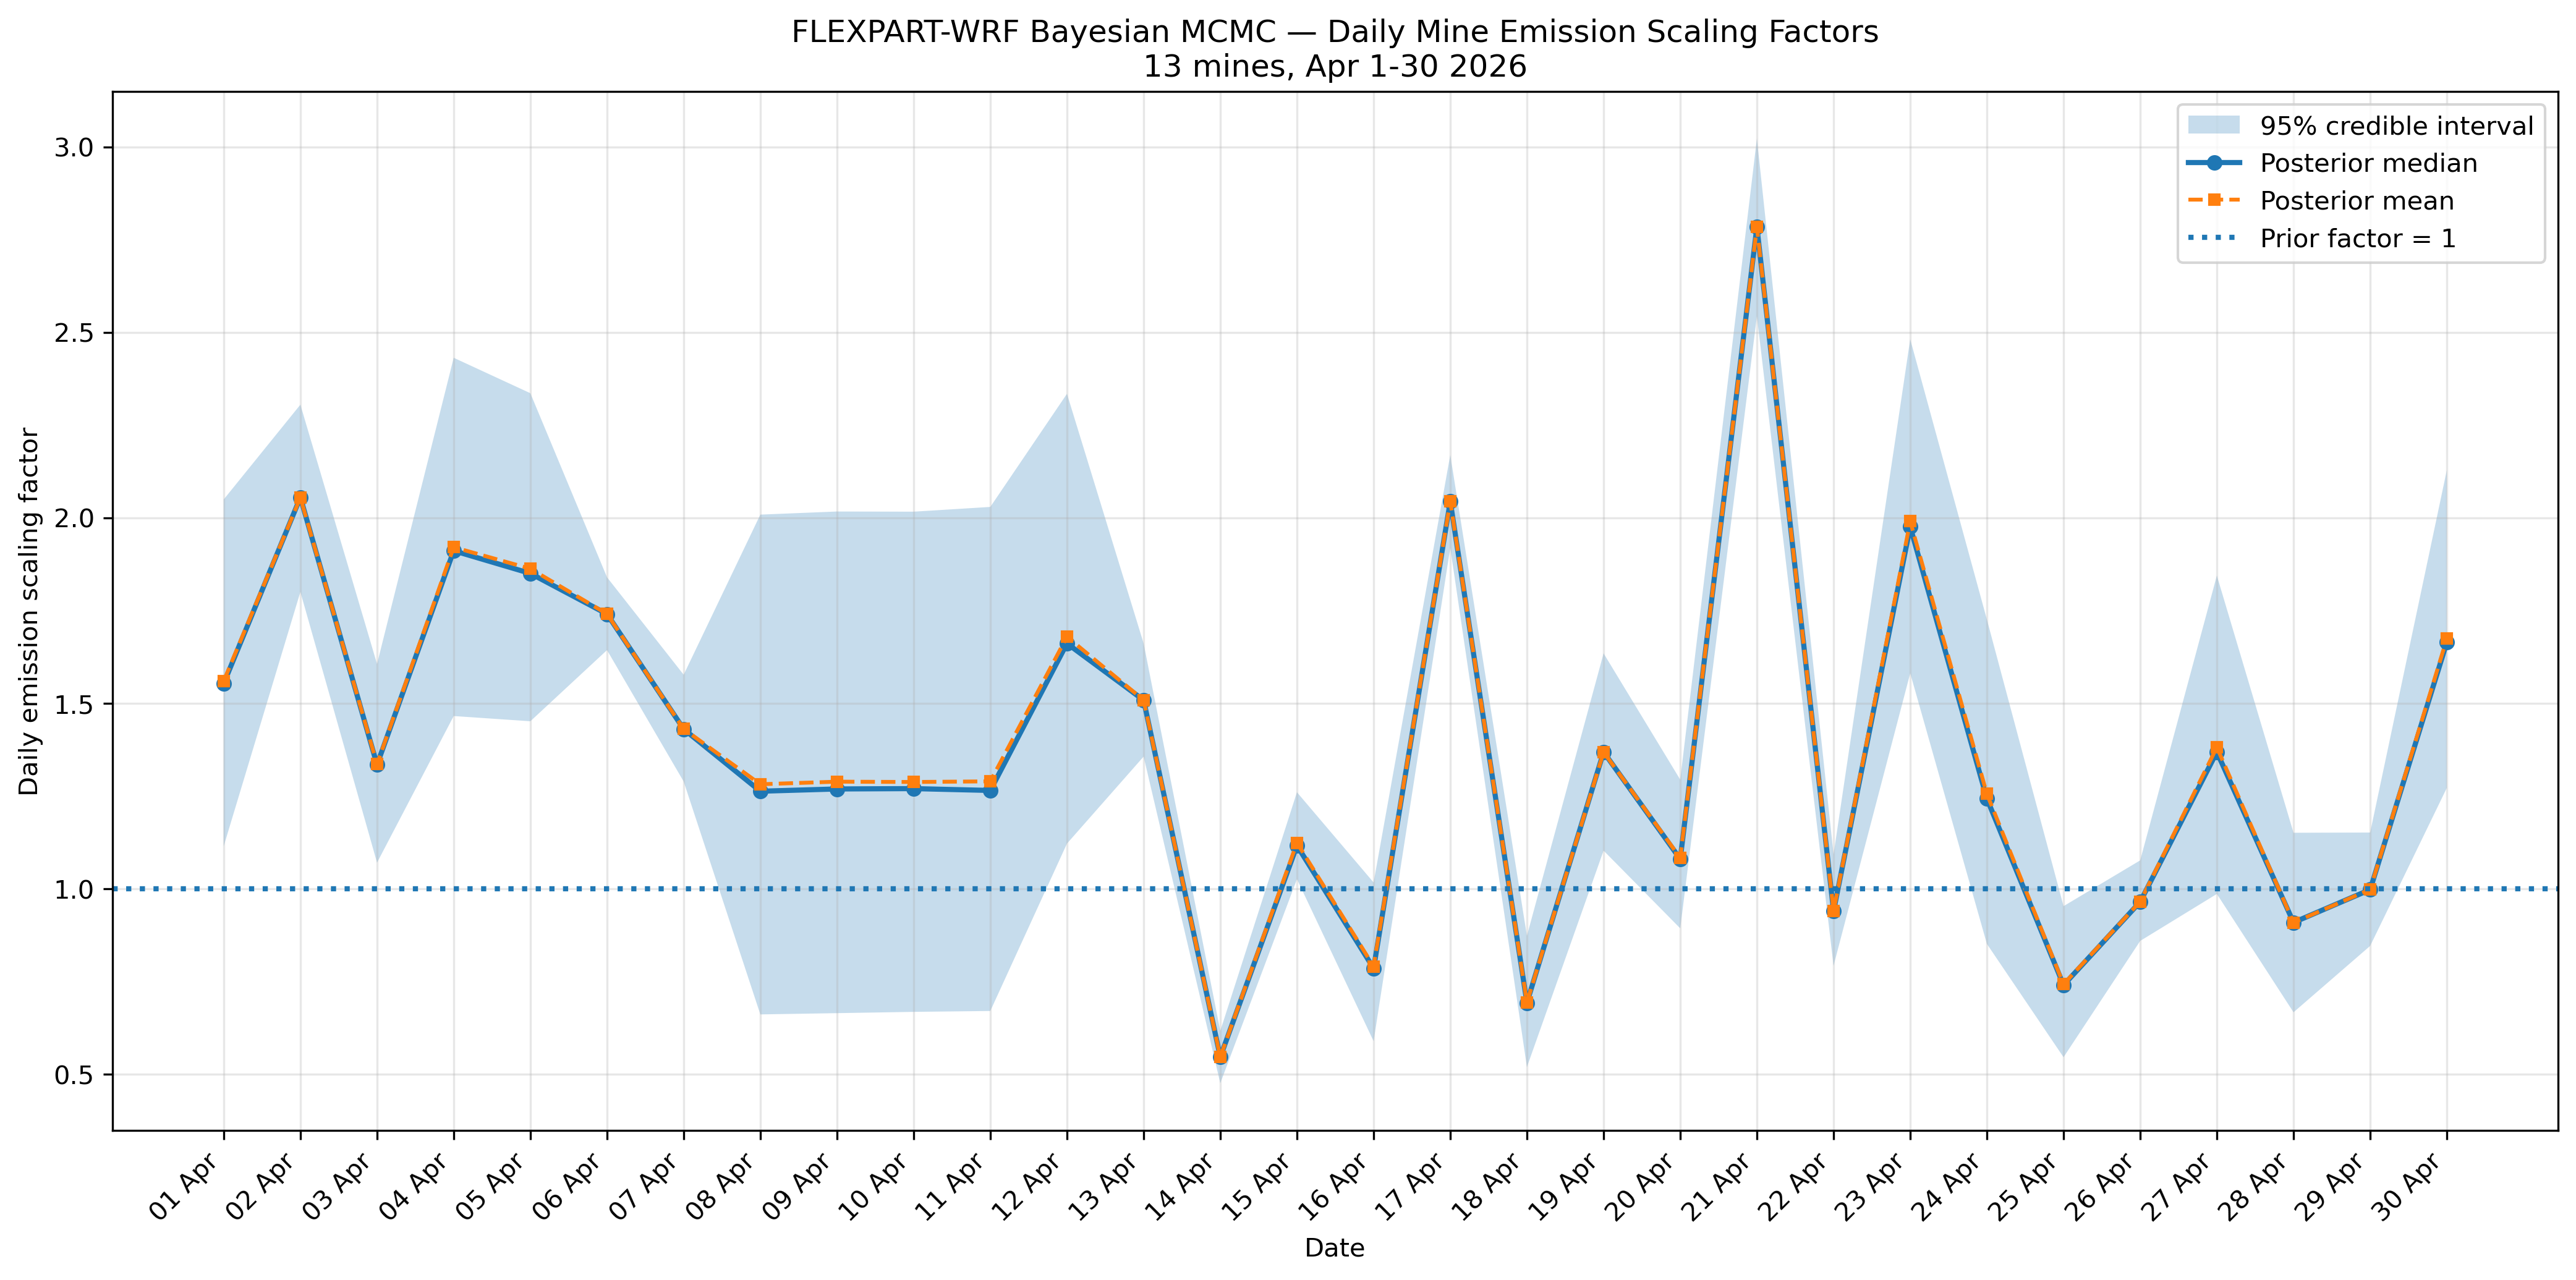 FLEXPART-WRF Bayesian MCMC — Daily Mine Emission Scaling Factors
13 mines, Apr 1-30 2026
95% credible interval
Posterior median
Posterior mean
Prior factor = 1
Daily emission scaling factor
3.0
2.5
2.0
1.5
1.0
0.5
01 Apr
02 Apr
03 Apr
04 Apr
05 Apr
06 Apr
07 Apr
08 Apr
09 Apr
10 Apr
11 Apr
12 Apr
13 Apr
14 Apr
15 Apr
16 Apr
17 Apr
18 Apr
19 Apr
20 Apr
21 Apr
22 Apr
23 Apr
24 Apr
25 Apr
26 Apr
27 Apr
28 Apr
29 Apr
30 Apr
Date